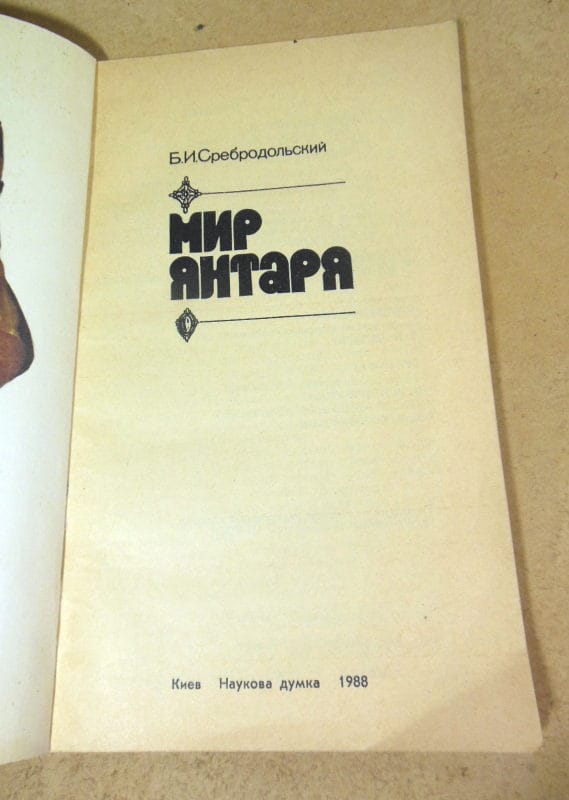 Б.И.Сребродольский
МИР
ЯНТАРЯ
Киев Наукова думка 1988